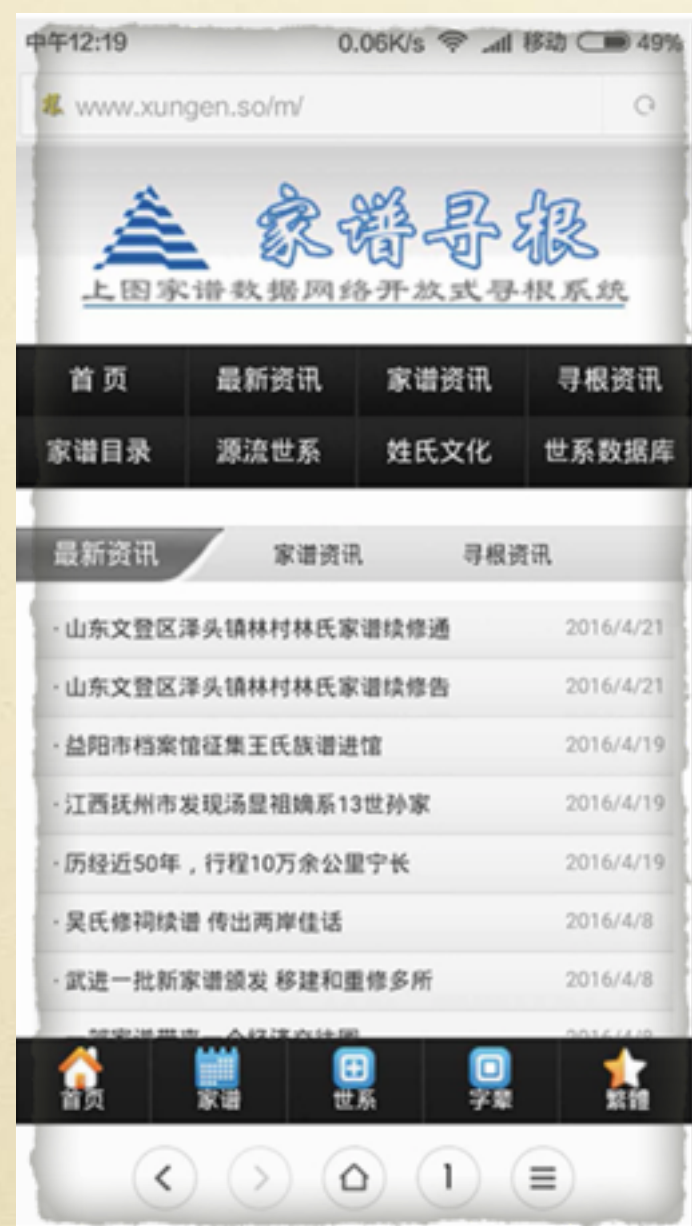 中午12:19 0.06K/s 移动 49%
www.xungen.so/m/
家谱寻根
上图家谱数据网络开放式寻根系统
首页 最新资讯 家谱资讯 寻根资讯
家谱目录 源流世系 姓氏文化 世系数据库
最新资讯 家谱资讯 寻根资讯
·山东文登区泽头镇林村林氏家谱续修通 2016/4/21
·山东文登区泽头镇林村林氏家谱续修告 2016/4/21
·益阳市档案馆征集王氏族谱进馆 2016/4/19
·江西抚州市发现汤显祖嫡系13世孙家 2016/4/19
·历经近50年，行程10万余公里宁长 2016/4/19
·吴氏修祠续谱 传出两岸佳话 2016/4/8
·武进一批新家谱颁发 移建和重修多所 2016/4/8
首页 家谱 世系 字辈 繁體
1